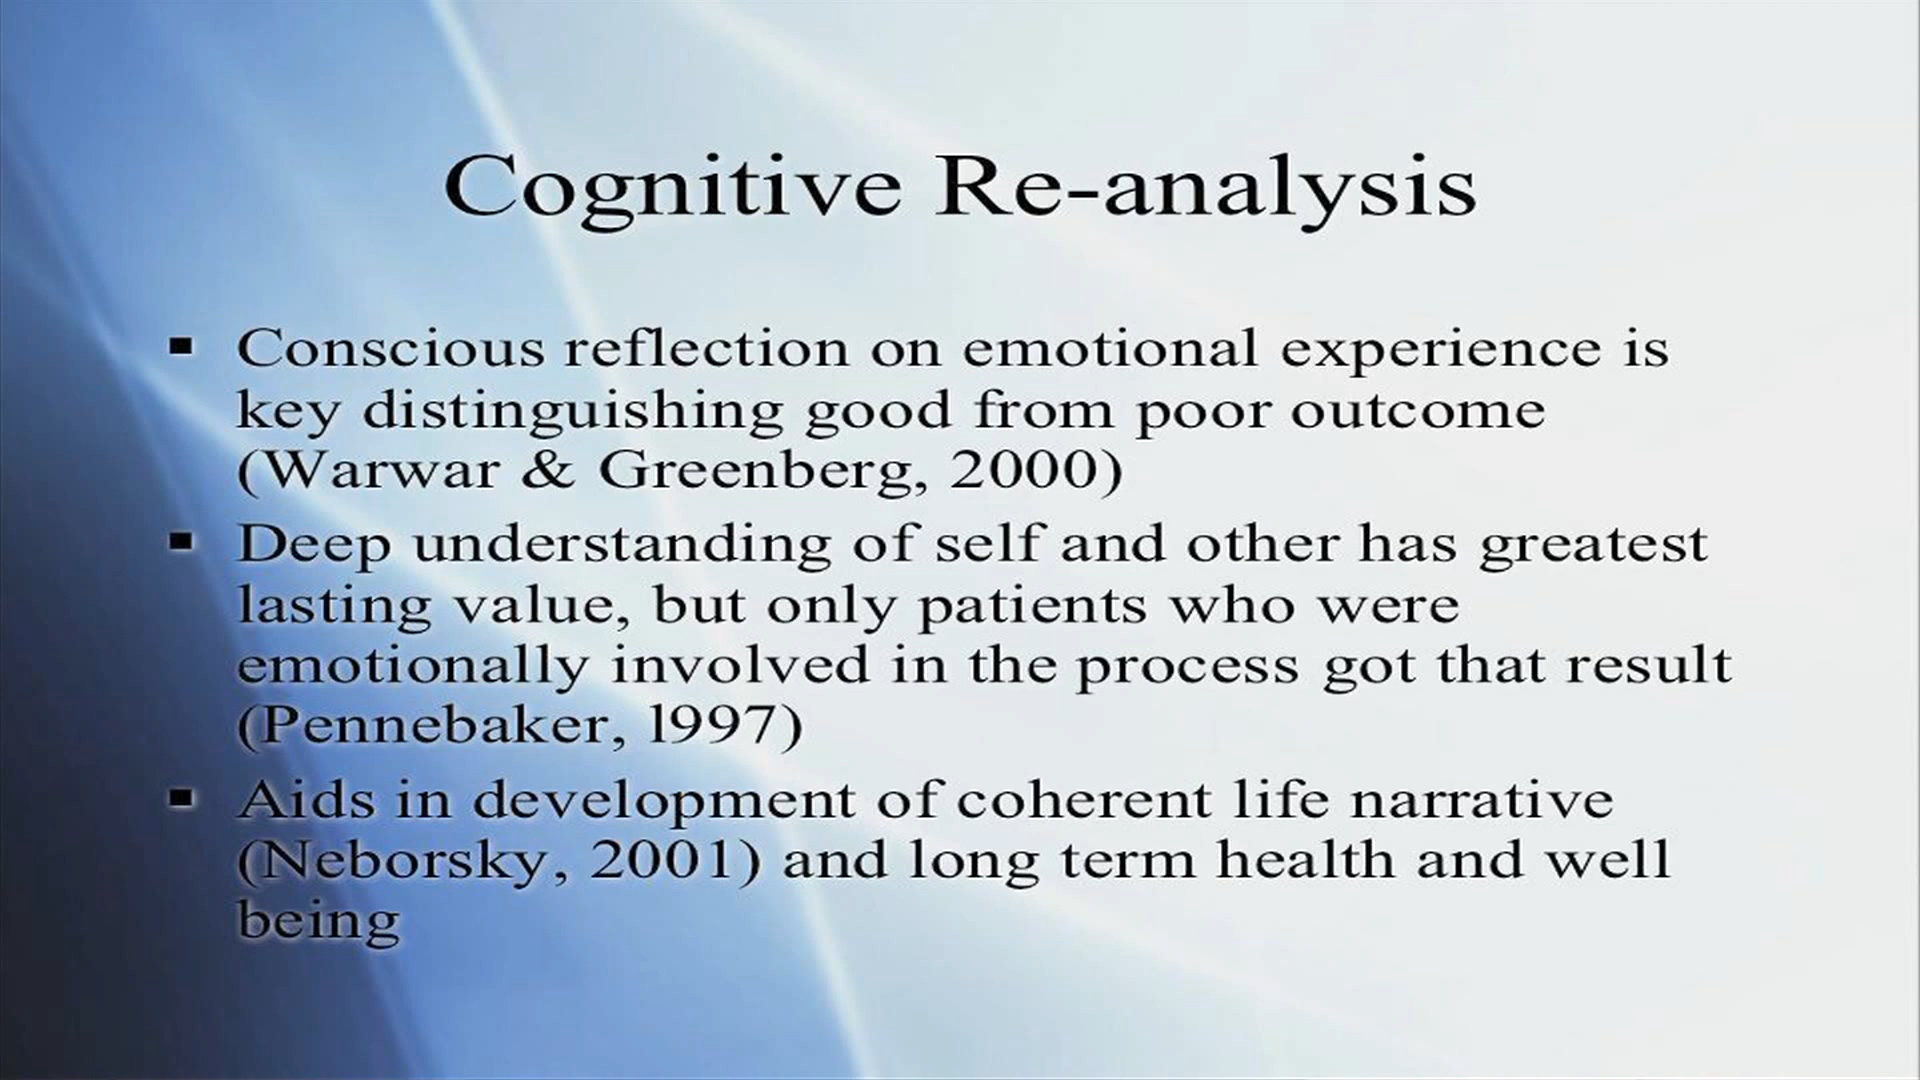 Cognitive Re-analysis
▪ Conscious reflection on emotional experience is
key distinguishing good from poor outcome
(Warwar & Greenberg, 2000)
▪ Deep understanding of self and other has greatest
lasting value, but only patients who were
emotionally involved in the process got that result
(Pennebaker, l997)
▪ Aids in development of coherent life narrative
(Neborsky, 2001) and long term health and well
being